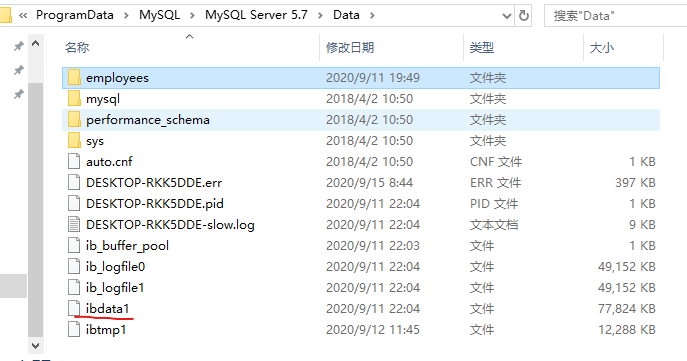 « ProgramData > MySQL > MySQL Server 5.7 > Data > 搜索"Data"
名称 修改日期 类型 大小
employees 2020/9/11 19:49 文件夹
mysql 2018/4/2 10:50 文件夹
performance_schema 2018/4/2 10:50 文件夹
sys 2018/4/2 10:50 文件夹
auto.cnf 2018/4/2 10:50 CNF 文件 1 KB
DESKTOP-RKK5DDE.err 2020/9/15 8:44 ERR 文件 397 KB
DESKTOP-RKK5DDE.pid 2020/9/11 22:04 PID 文件 1 KB
DESKTOP-RKK5DDE-slow.log 2020/9/11 22:04 文本文档 9 KB
ib_buffer_pool 2020/9/11 22:03 文件 1 KB
ib_logfile0 2020/9/11 22:04 文件 49,152 KB
ib_logfile1 2020/9/11 22:04 文件 49,152 KB
ibdata1 2020/9/11 22:04 文件 77,824 KB
ibtmp1 2020/9/12 11:45 文件 12,288 KB